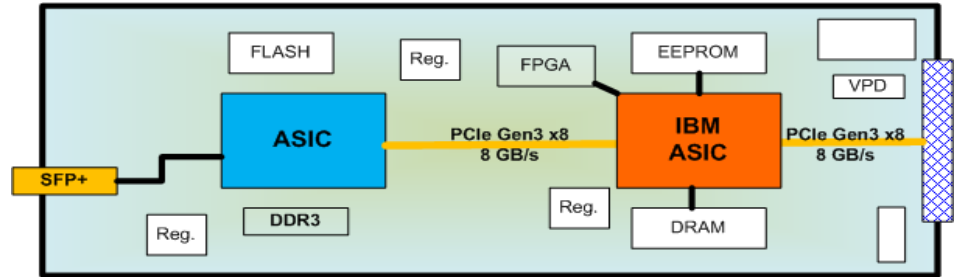 FLASH
Reg.
FPGA
EEPROM
VPD
ASIC
PCIe Gen3 x8
8 GB/s
IBM
ASIC
PCIe Gen3 x8
8 GB/s
SFP+
DDR3
Reg.
Reg.
DRAM